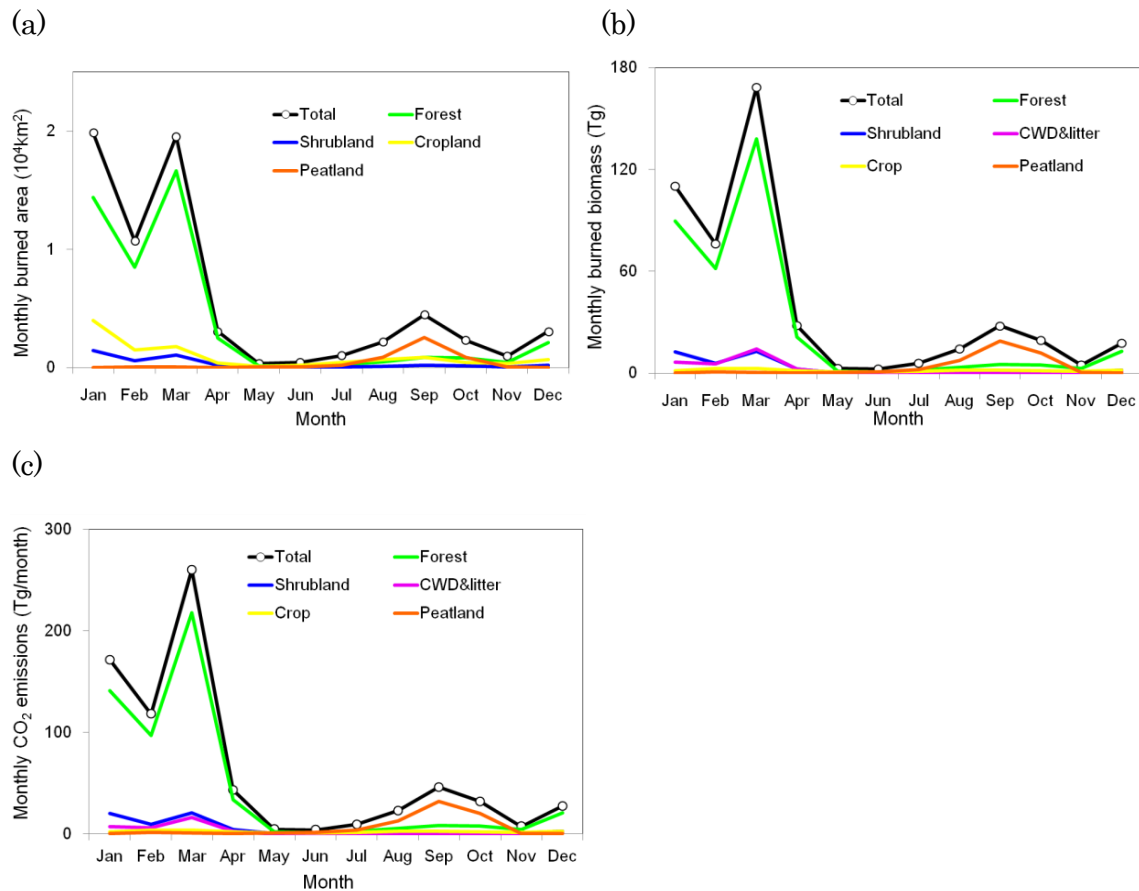 (a)
Monthly burned area (10⁴km²)
2
1
0
Total Forest
Shrubland Cropland
Peatland
Jan Feb Mar Apr May Jun Jul Aug Sep Oct Nov Dec
Month
(b)
Monthly burned biomass (Tg)
180
120
60
0
Total Forest
Shrubland CWD&litter
Crop Peatland
Jan Feb Mar Apr May Jun Jul Aug Sep Oct Nov Dec
Month
(c)
Monthly CO₂ emissions (Tg/month)
300
200
100
0
Total Forest
Shrubland CWD&litter
Crop Peatland
Jan Feb Mar Apr May Jun Jul Aug Sep Oct Nov Dec
Month